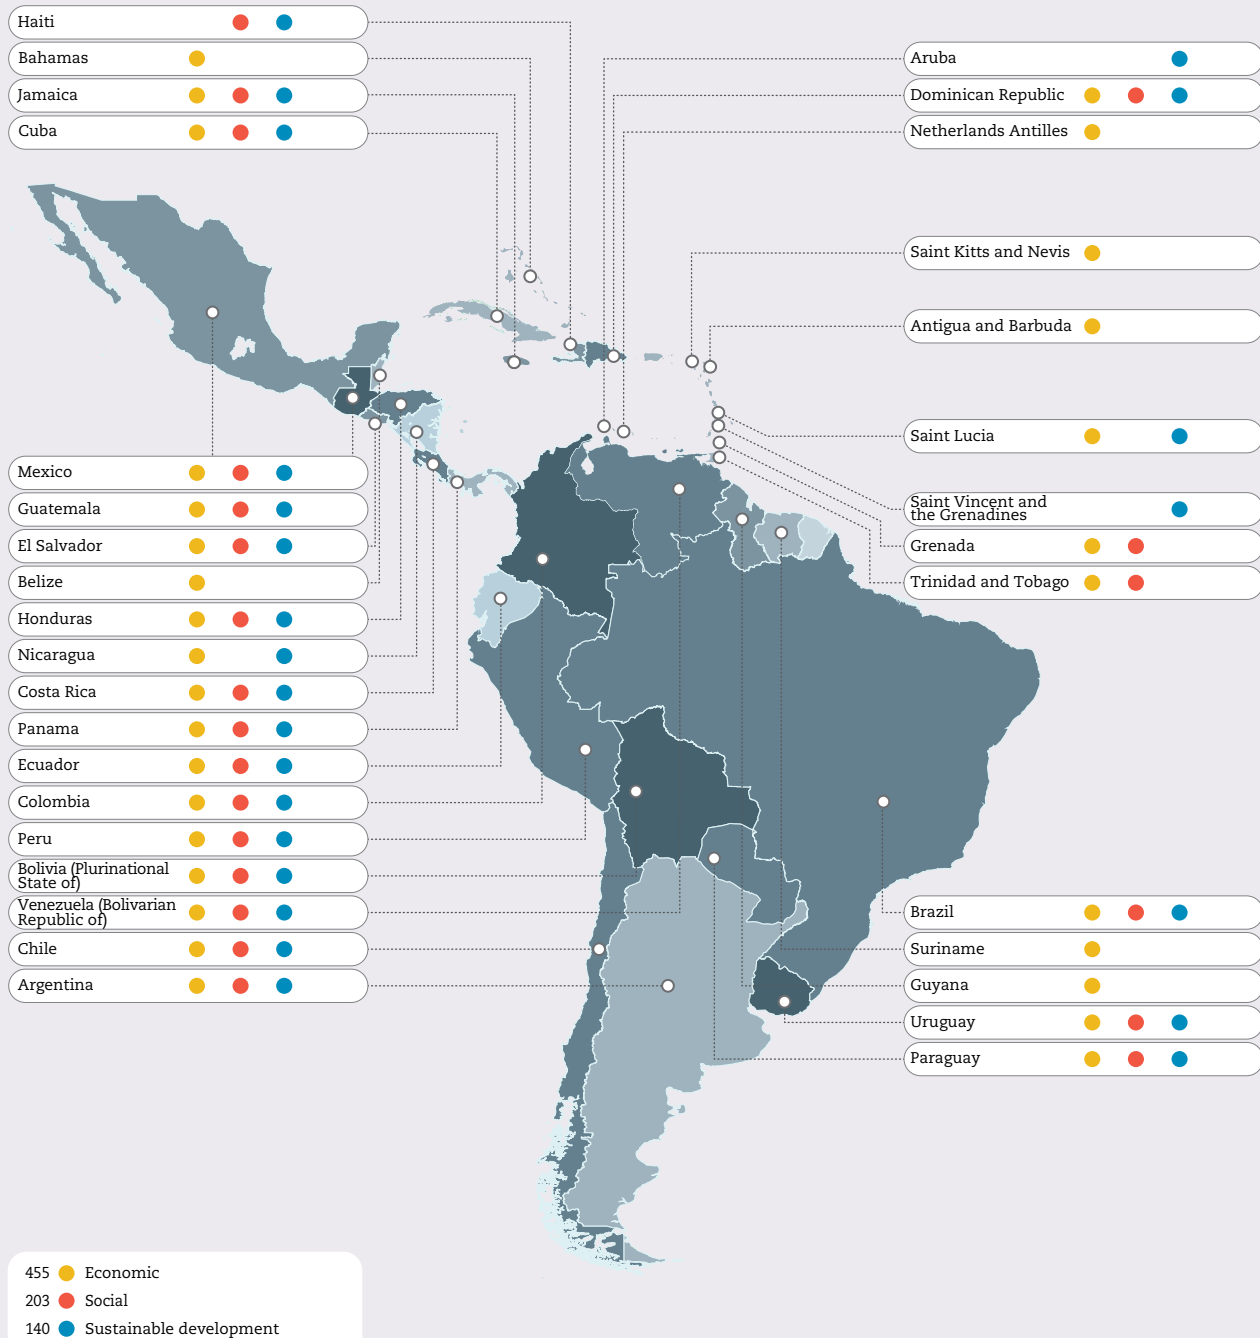 Haiti
Bahamas
Jamaica
Cuba
Aruba
Dominican Republic
Netherlands Antilles
Saint Kitts and Nevis
Antigua and Barbuda
Saint Lucia
Saint Vincent and
the Grenadines
Grenada
Trinidad and Tobago
Mexico
Guatemala
El Salvador
Belize
Honduras
Nicaragua
Costa Rica
Panama
Ecuador
Colombia
Peru
Bolivia (Plurinational
State of)
Venezuela (Bolivarian
Republic of)
Chile
Argentina
Brazil
Suriname
Guyana
Uruguay
Paraguay
455 Economic
203 Social
140 Sustainable development